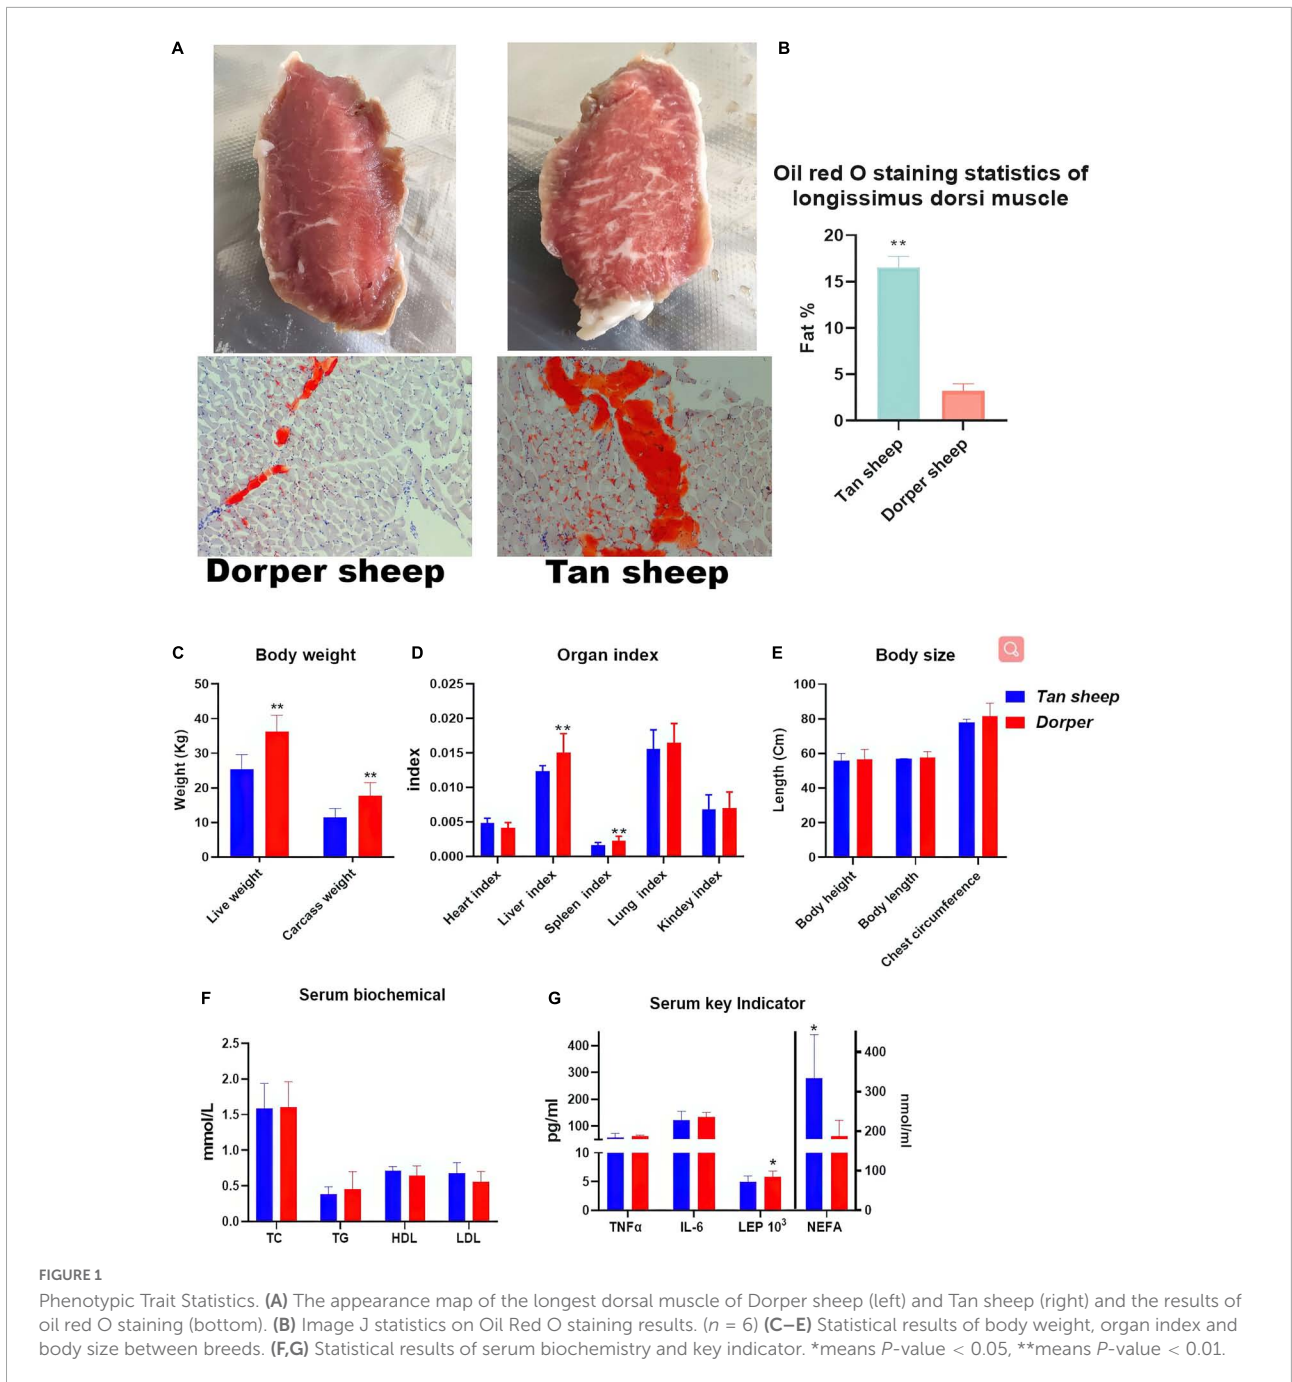 A
B
Oil red O staining statistics of
longissimus dorsi muscle
20
15
10
5
0
Fat %
**
Tan sheep
Dorper sheep
Dorper sheep
Tan sheep
C
Body weight
50
40
30
20
10
0
Weight (Kg)
**
**
Live weight
Carcass weight
D
Organ index
0.025
0.020
0.015
0.010
0.005
0.000
index
**
**
Heart index
Liver index
Spleen index
Lung index
Kindey index
E
Body size
100
80
60
40
20
0
Length (Cm)
Body height
Body length
Chest circumference
Tan sheep
Dorper
F
Serum biochemical
2.5
2.0
1.5
1.0
0.5
0.0
mmol/L
TC
TG
HDL
LDL
G
Serum key Indicator
400
300
200
100
10
5
0
pg/ml
*
*
400
300
200
100
0
nmol/ml
TNFα
IL-6
LEP 10³
NEFA
FIGURE 1
Phenotypic Trait Statistics. (A) The appearance map of the longest dorsal muscle of Dorper sheep (left) and Tan sheep (right) and the results of
oil red O staining (bottom). (B) Image J statistics on Oil Red O staining results. (n = 6) (C–E) Statistical results of body weight, organ index and
body size between breeds. (F,G) Statistical results of serum biochemistry and key indicator. *means P-value < 0.05, **means P-value < 0.01.